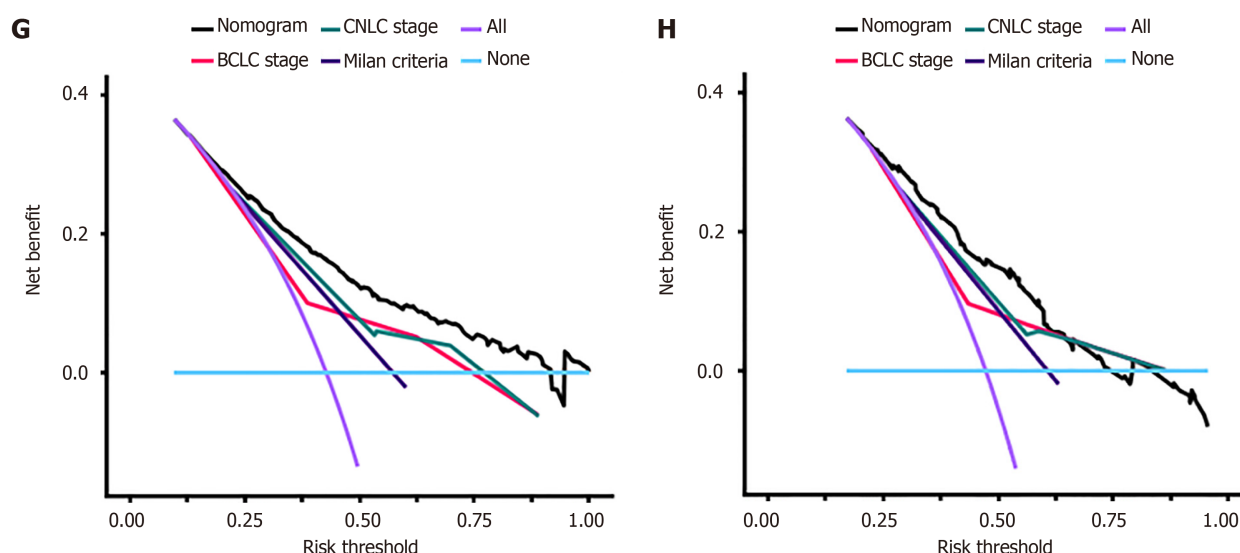 G
Nomogram CNLC stage All
BCLC stage Milan criteria None
0.4
0.2
0.0
Net benefit
0.00 0.25 0.50 0.75 1.00
Risk threshold
H
Nomogram CNLC stage All
BCLC stage Milan criteria None
0.4
0.2
0.0
Net benefit
0.00 0.25 0.50 0.75 1.00
Risk threshold